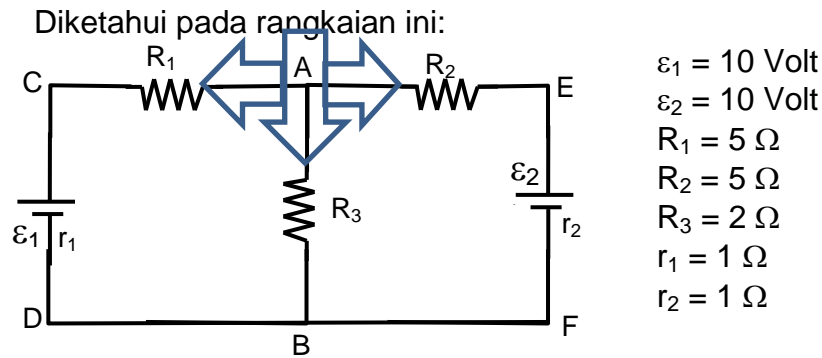 Diketahui pada rangkaian ini:
R₁
A
R₂
C
E
ε₁ = 10 Volt
ε₂ = 10 Volt
R₁ = 5 Ω
R₂ = 5 Ω
R₃ = 2 Ω
r₁ = 1 Ω
r₂ = 1 Ω
ε2
R₃
ε₁ r₁
r₂
D
B
F